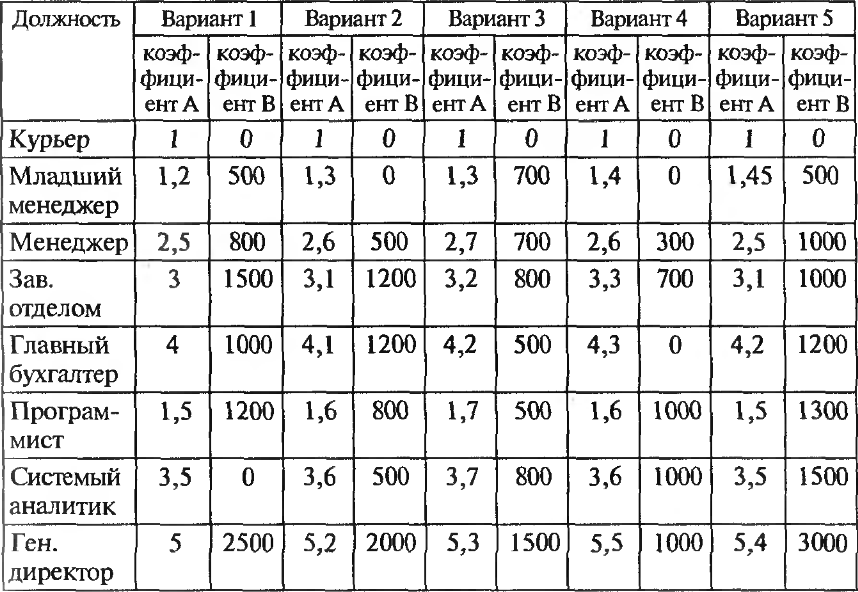 Должность Вариант 1 Вариант 2 Вариант 3 Вариант 4 Вариант 5
коэф- коэф- коэф- коэф- коэф- коэф- коэф- коэф- коэф- коэф-
фици- фици- фици- фици- фици- фици- фици- фици- фици- фици-
ент А ент В ент А ент В ент А ент В ент А ент В ент А ент В
Курьер 1 0 1 0 1 0 1 0 1 0
Младший 1,2 500 1,3 0 1,3 700 1,4 0 1,45 500
менеджер
Менеджер 2,5 800 2,6 500 2,7 700 2,6 300 2,5 1000
Зав. 3 1500 3,1 1200 3,2 800 3,3 700 3,1 1000
отделом
Главный 4 1000 4,1 1200 4,2 500 4,3 0 4,2 1200
бухгалтер
Програм- 1,5 1200 1,6 800 1,7 500 1,6 1000 1,5 1300
мист
Системый 3,5 0 3,6 500 3,7 800 3,6 1000 3,5 1500
аналитик
Ген. 5 2500 5,2 2000 5,3 1500 5,5 1000 5,4 3000
директор